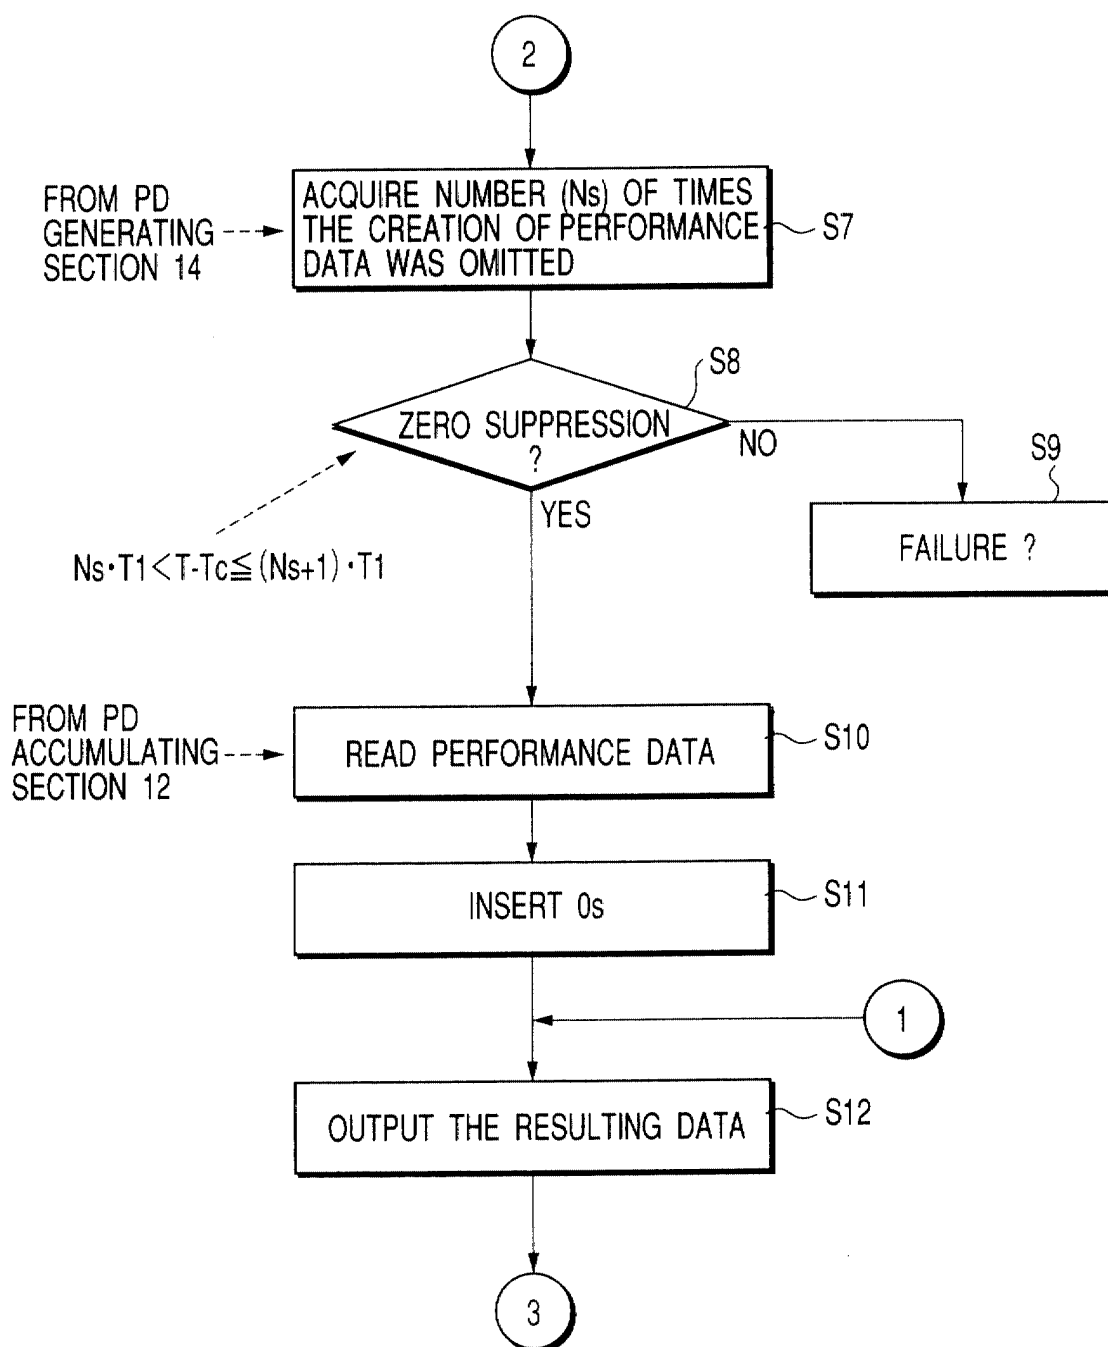 2
FROM PD
GENERATING
SECTION 14
ACQUIRE NUMBER (Ns) OF TIMES
THE CREATION OF PERFORMANCE
DATA WAS OMITTED
S7
S8
ZERO SUPPRESSION
?
NO
YES
S9
FAILURE ?
Ns·T1<T-Tc≦(Ns+1)·T1
FROM PD
ACCUMULATING
SECTION 12
READ PERFORMANCE DATA
S10
INSERT 0s
S11
1
OUTPUT THE RESULTING DATA
S12
3